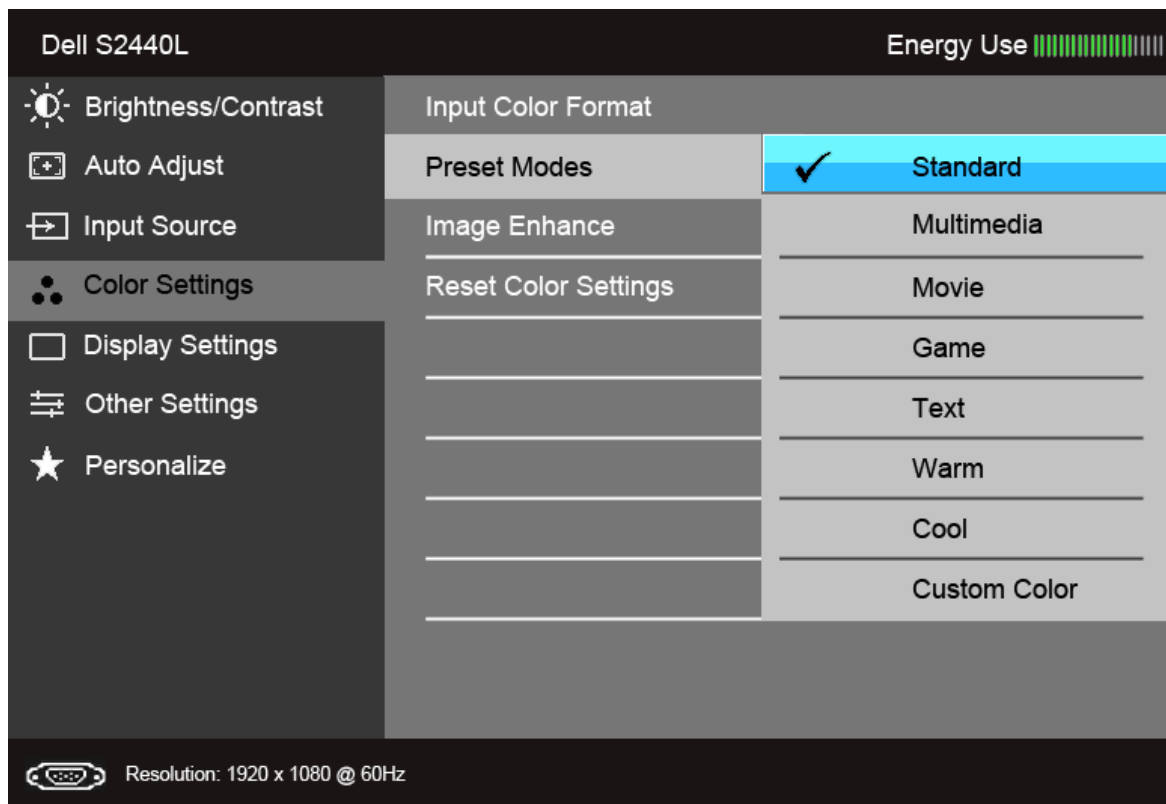 Dell S2440L
Energy Use
Brightness/Contrast
Auto Adjust
Input Source
Color Settings
Display Settings
Other Settings
Personalize
Input Color Format
Preset Modes
Image Enhance
Reset Color Settings
Standard
Multimedia
Movie
Game
Text
Warm
Cool
Custom Color
Resolution: 1920 x 1080 @ 60Hz